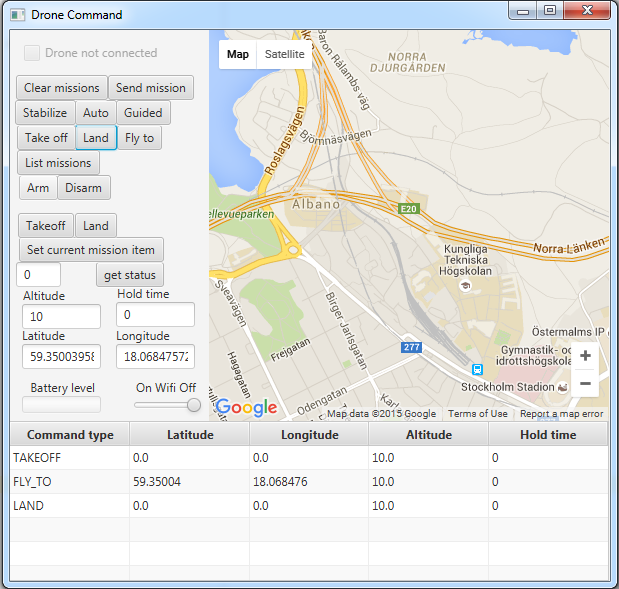 Drone Command
Drone not connected
Clear missions Send mission
Stabilize Auto Guided
Take off Land Fly to
List missions
Arm Disarm
Takeoff Land
Set current mission item
0 get status
Altitude Hold time
10 0
Latitude Longitude
59.35003958 18.06847572
Battery level On Wifi Off
Map Satellite
NORRA
DJURGÅRDEN
Baron Rålambs väg
Roslagsvägen
Björnnäsvägen
ellevueparken
Albano
E20
Norra Länken
Kungliga
Tekniska
Högskolan
Sveavägen
Birger Jarlsgatan
Frejgatan
Hagagatan
277
Östermalms IP
Gymnastik- oc
idrottshögskola
Stockholm Stadion
Odengatan
Karl
+
−
Google
Map data ©2015 Google Terms of Use Report a map error
Command type Latitude Longitude Altitude Hold time
TAKEOFF 0.0 0.0 10.0 0
FLY_TO 59.35004 18.068476 10.0 0
LAND 0.0 0.0 10.0 0